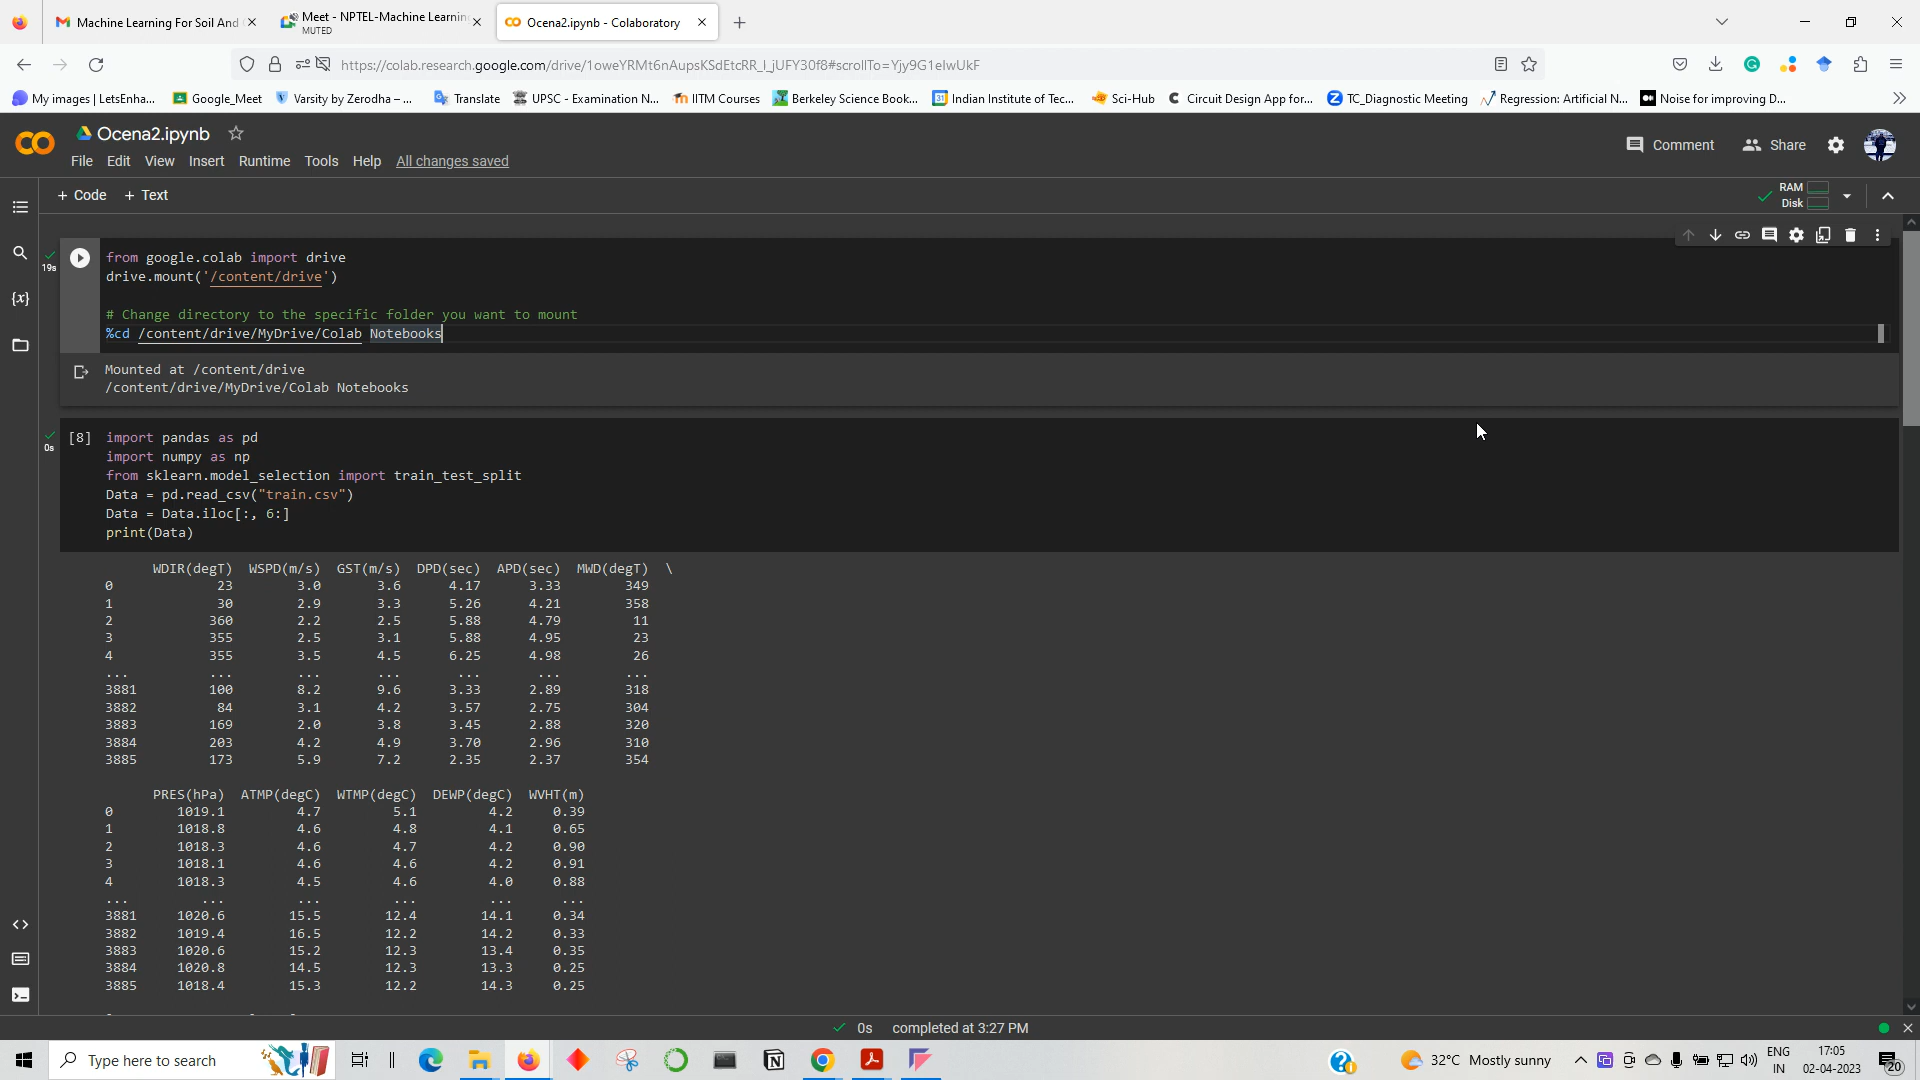 Machine Learning For Soil And
Meet - NPTEL-Machine Learnin
MUTED
Ocena2.ipynb - Colaboratory
https://colab.research.google.com/drive/1oweYRMt6nAupsKSdEtcRR_l_jUFY30f8#scrollTo=Yjy9G1elwUkF
My images | LetsEnha...
Google_Meet
Varsity by Zerodha – ...
Translate
UPSC - Examination N...
IITM Courses
Berkeley Science Book...
Indian Institute of Tec...
Sci-Hub
Circuit Design App for...
TC_Diagnostic Meeting
Regression: Artificial N...
Noise for improving D...
Ocena2.ipynb
Comment
Share
File Edit View Insert Runtime Tools Help All changes saved
+ Code + Text
RAM
Disk
19s
from google.colab import drive
drive.mount('/content/drive')
# Change directory to the specific folder you want to mount
%cd /content/drive/MyDrive/Colab Notebooks
Mounted at /content/drive
/content/drive/MyDrive/Colab Notebooks
0s
[8] import pandas as pd
import numpy as np
from sklearn.model_selection import train_test_split
Data = pd.read_csv("train.csv")
Data = Data.iloc[:, 6:]
print(Data)
WDIR(degT) WSPD(m/s) GST(m/s) DPD(sec) APD(sec) MWD(degT) \
0 23 3.0 3.6 4.17 3.33 349
1 30 2.9 3.3 5.26 4.21 358
2 360 2.2 2.5 5.88 4.79 11
3 355 2.5 3.1 5.88 4.95 23
4 355 3.5 4.5 6.25 4.98 26
... ... ... ... ... ... ...
3881 100 8.2 9.6 3.33 2.89 318
3882 84 3.1 4.2 3.57 2.75 304
3883 169 2.0 3.8 3.45 2.88 320
3884 203 4.2 4.9 3.70 2.96 310
3885 173 5.9 7.2 2.35 2.37 354
PRES(hPa) ATMP(degC) WTMP(degC) DEWP(degC) WVHT(m)
0 1019.1 4.7 5.1 4.2 0.39
1 1018.8 4.6 4.8 4.1 0.65
2 1018.3 4.6 4.7 4.2 0.90
3 1018.1 4.6 4.6 4.2 0.91
4 1018.3 4.5 4.6 4.0 0.88
... ... ... ... ... ...
3881 1020.6 15.5 12.4 14.1 0.34
3882 1019.4 16.5 12.2 14.2 0.33
3883 1020.6 15.2 12.3 13.4 0.35
3884 1020.8 14.5 12.3 13.3 0.25
3885 1018.4 15.3 12.2 14.3 0.25
0s completed at 3:27 PM
Type here to search
32°C Mostly sunny
ENG
IN
17:05
02-04-2023
20